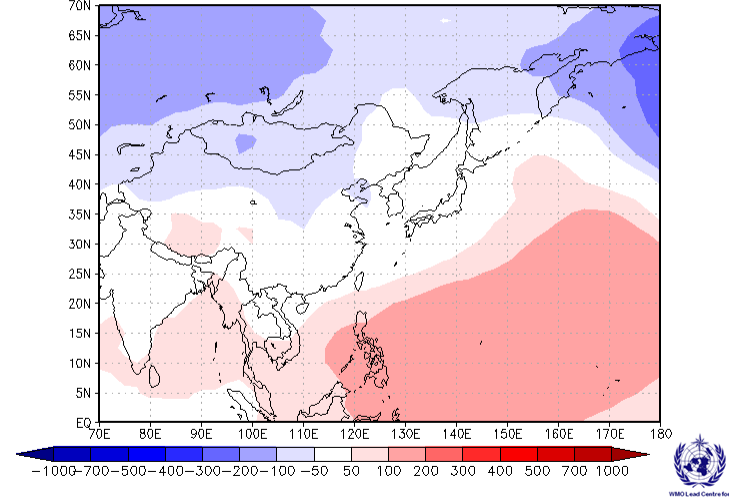 70N
65N
60N
55N
50N
45N
40N
35N
30N
25N
20N
15N
10N
5N
EQ
70E 80E 90E 100E 110E 120E 130E 140E 150E 160E 170E 180
−1000 −700 −500 −400 −300 −200 −100 −50 50 100 200 300 400 500 700 1000
WMO Lead Centre for